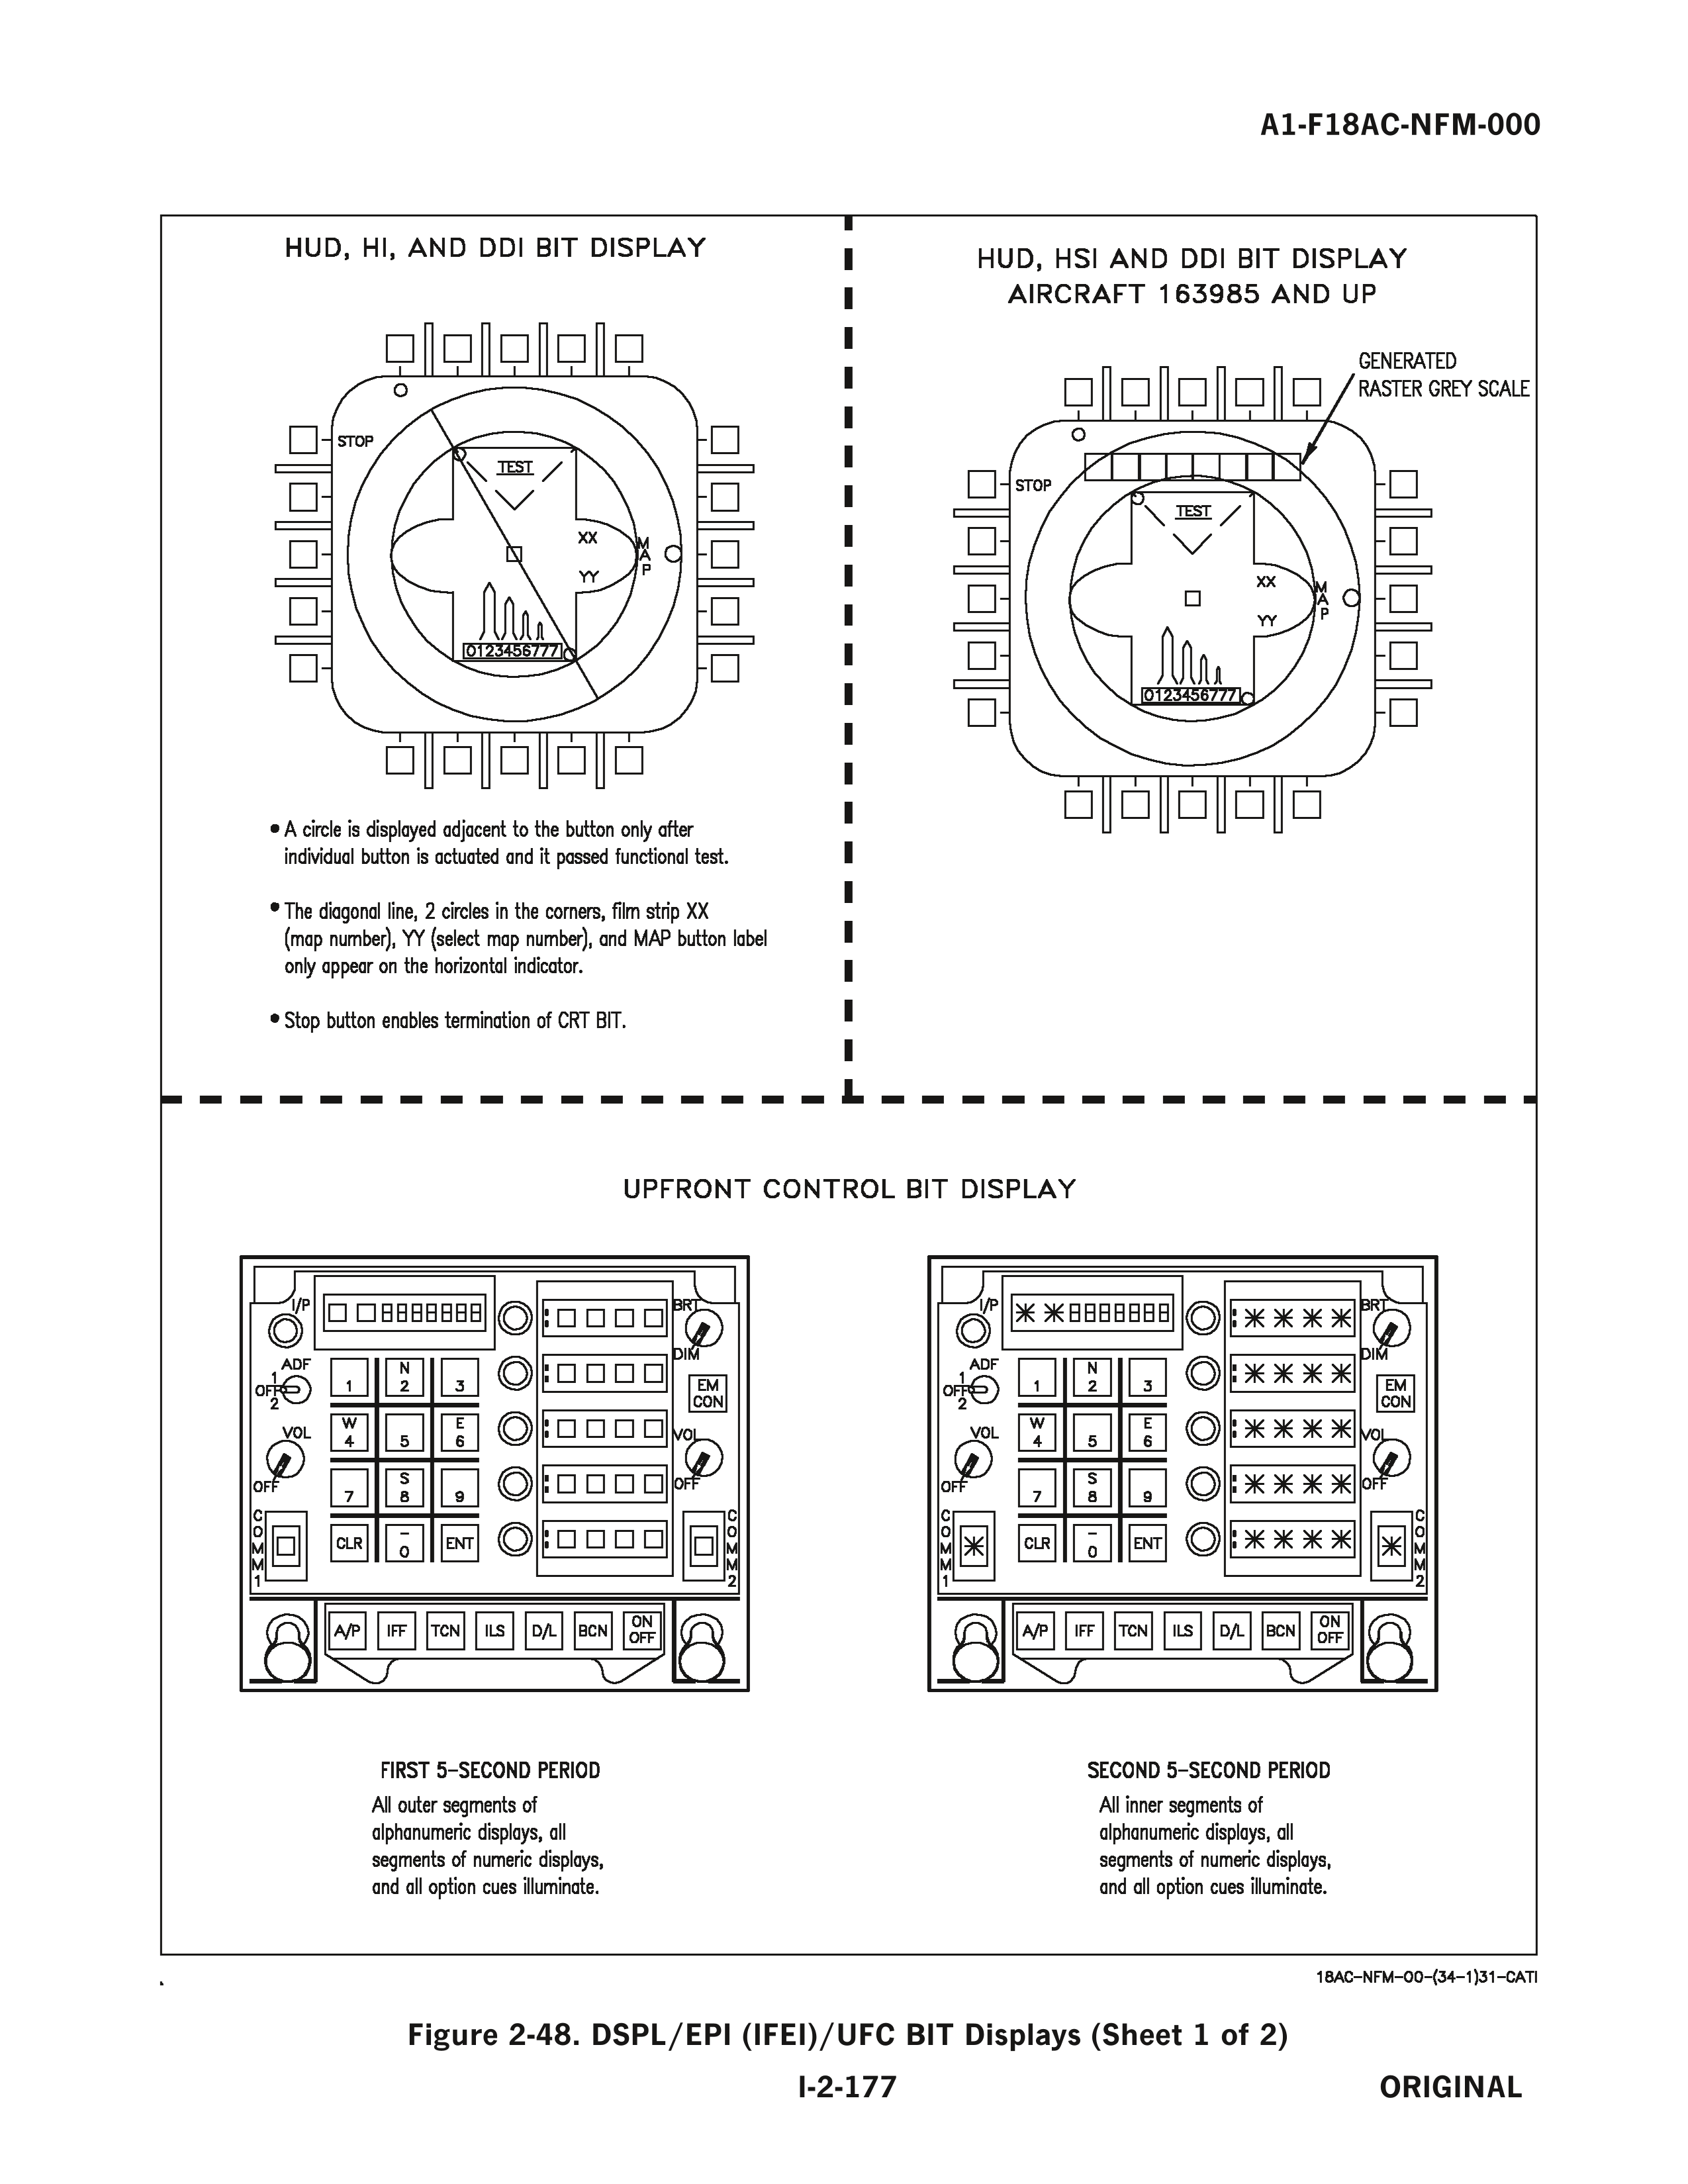 A1-F18AC-NFM-000
HUD, HI, AND DDI BIT DISPLAY
STOP
TEST
XX
YY
M
A
P
0123456777
• A circle is displayed adjacent to the button only after
individual button is actuated and it passed functional test.
• The diagonal line, 2 circles in the corners, film strip XX
(map number), YY (select map number), and MAP button label
only appear on the horizontal indicator.
• Stop button enables termination of CRT BIT.
HUD, HSI AND DDI BIT DISPLAY
AIRCRAFT 163985 AND UP
GENERATED
RASTER GREY SCALE
STOP
TEST
XX
YY
M
A
P
0123456777
UPFRONT CONTROL BIT DISPLAY
I/P
BRT
DIM
ADF
1
OFF
2
1
N
2
3
EM
CON
VOL
OFF
W
4
5
E
6
VOL
OFF
7
S
8
9
C
O
M
M
1
CLR
–
0
ENT
C
O
M
M
2
A/P
IFF
TCN
ILS
D/L
BCN
ON
OFF
I/P
BRT
DIM
ADF
1
OFF
2
1
N
2
3
EM
CON
VOL
OFF
W
4
5
E
6
VOL
OFF
7
S
8
9
C
O
M
M
1
CLR
–
0
ENT
C
O
M
M
2
A/P
IFF
TCN
ILS
D/L
BCN
ON
OFF
FIRST 5–SECOND PERIOD
All outer segments of
alphanumeric displays, all
segments of numeric displays,
and all option cues illuminate.
SECOND 5–SECOND PERIOD
All inner segments of
alphanumeric displays, all
segments of numeric displays,
and all option cues illuminate.
18AC–NFM–00–(34–1)31–CATI
Figure 2-48. DSPL/EPI (IFEI)/UFC BIT Displays (Sheet 1 of 2)
I-2-177
ORIGINAL